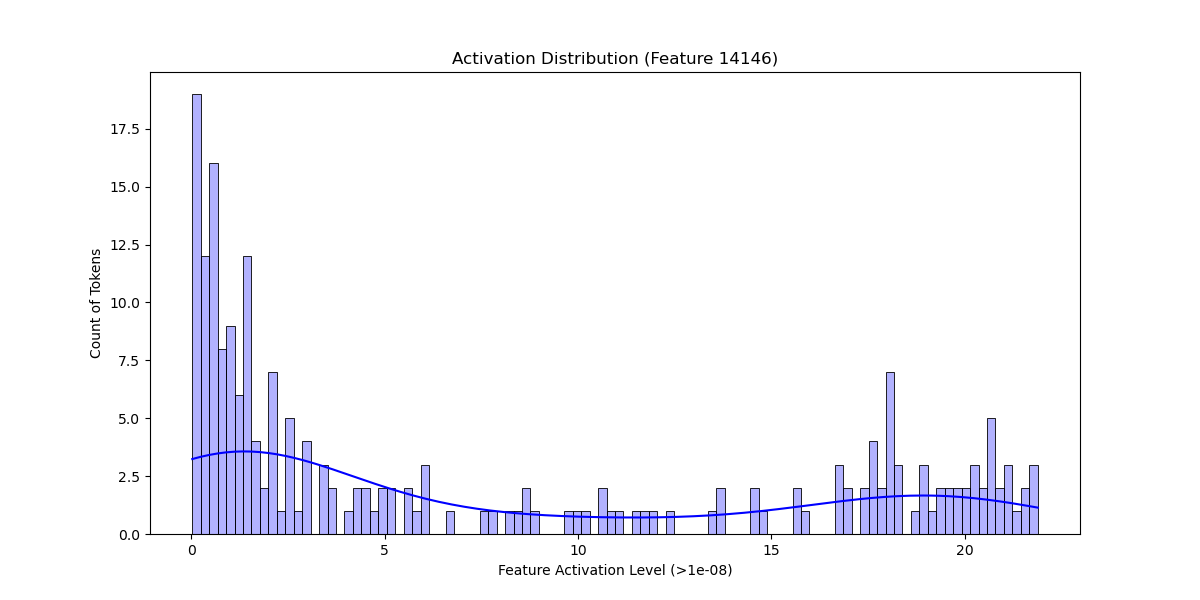 Activation Distribution (Feature 14146)
Count of Tokens
17.5
15.0
12.5
10.0
7.5
5.0
2.5
0.0
0 5 10 15 20
Feature Activation Level (>1e-08)